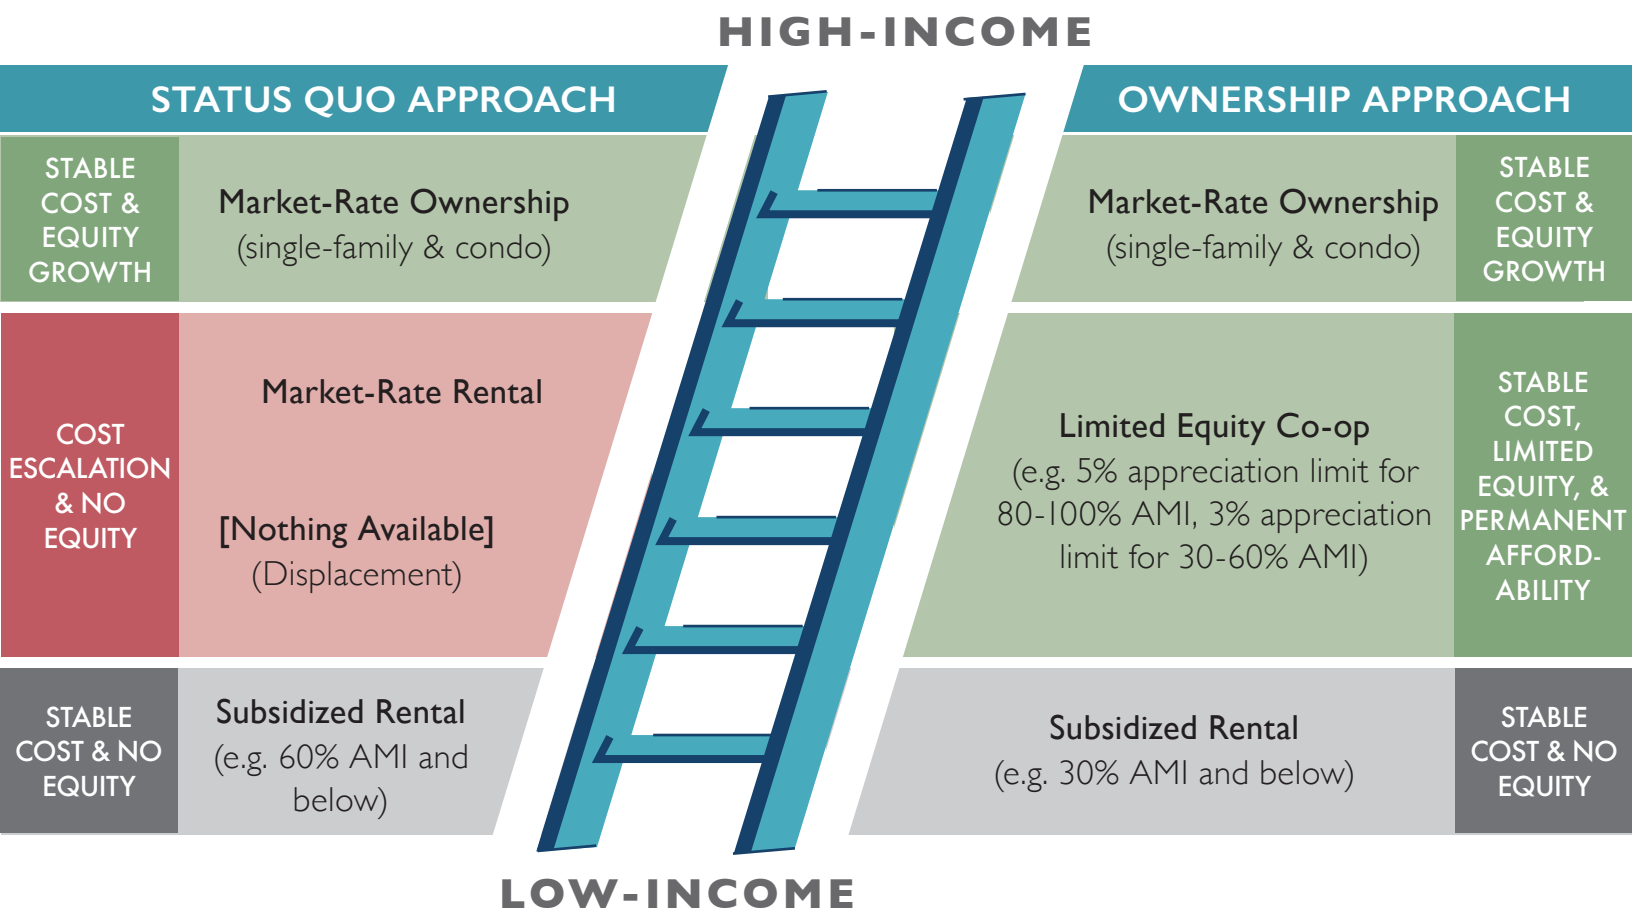 HIGH-INCOME
STATUS QUO APPROACH
STABLE
COST &
EQUITY
GROWTH
Market-Rate Ownership
(single-family & condo)
COST
ESCALATION
& NO
EQUITY
Market-Rate Rental
[Nothing Available]
(Displacement)
STABLE
COST & NO
EQUITY
Subsidized Rental
(e.g. 60% AMI and
below)
OWNERSHIP APPROACH
Market-Rate Ownership
(single-family & condo)
STABLE
COST &
EQUITY
GROWTH
Limited Equity Co-op
(e.g. 5% appreciation limit for
80-100% AMI, 3% appreciation
limit for 30-60% AMI)
STABLE
COST,
LIMITED
EQUITY, &
PERMANENT
AFFORD-
ABILITY
Subsidized Rental
(e.g. 30% AMI and below)
STABLE
COST & NO
EQUITY
LOW-INCOME